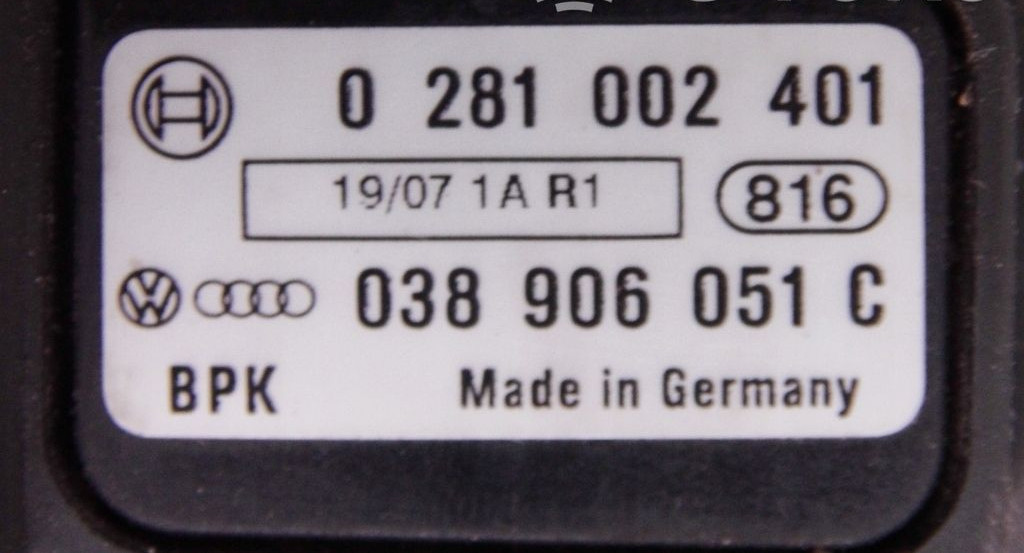 0 281 002 401
19/07 1A R1 816
038 906 051 C
BPK Made in Germany